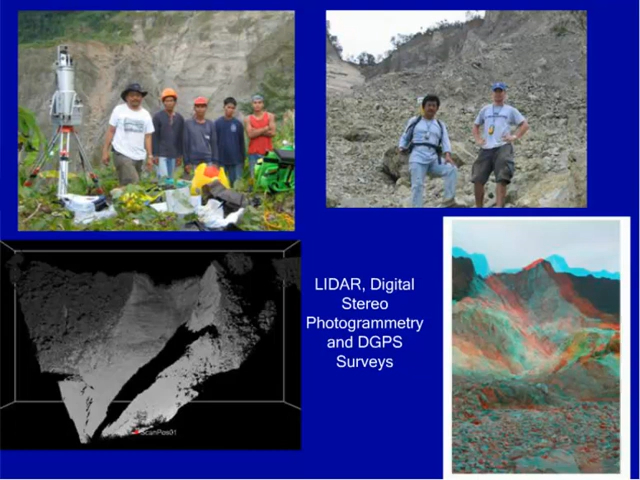 LIDAR, Digital
Stereo
Photogrammetry
and DGPS
Surveys
ScanPos01